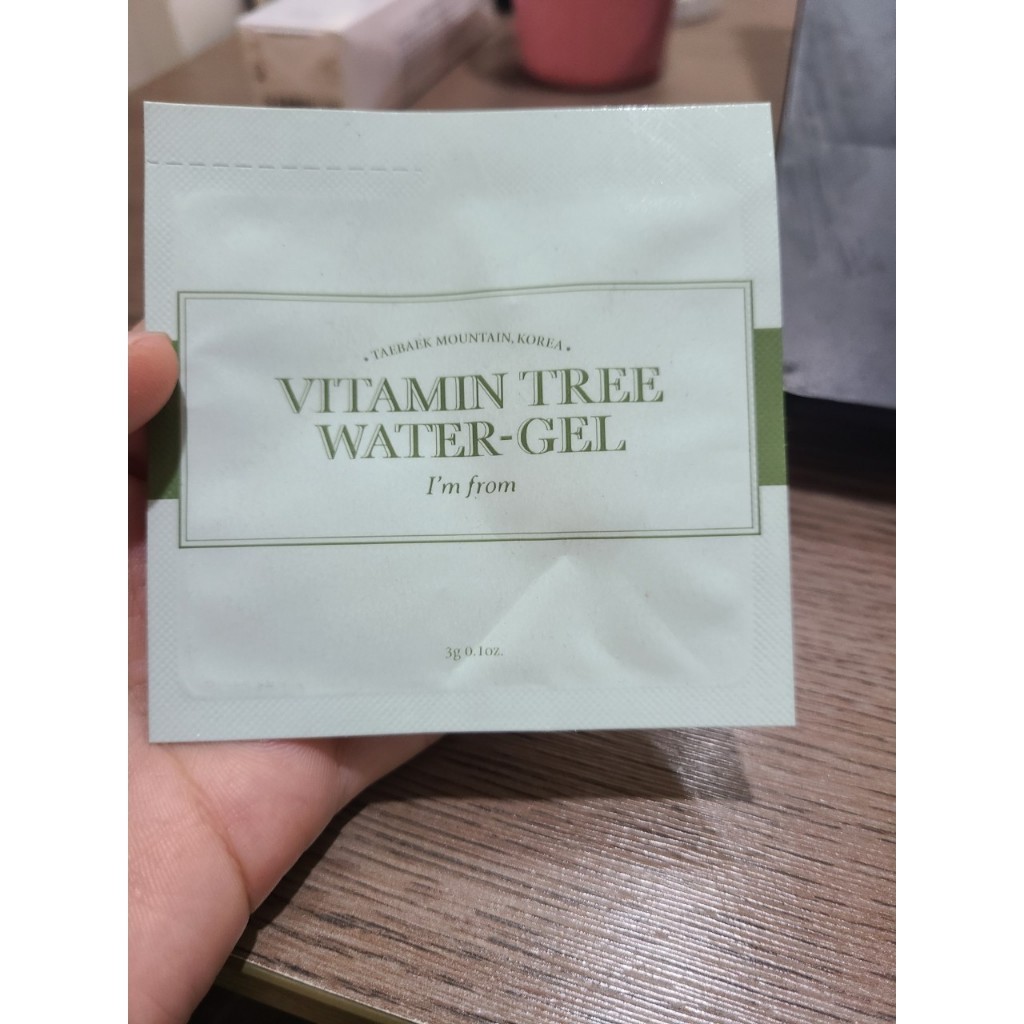 • TAEBAEK MOUNTAIN, KOREA •
VITAMIN TREE
WATER-GEL
I'm from
3g 0.1oz.